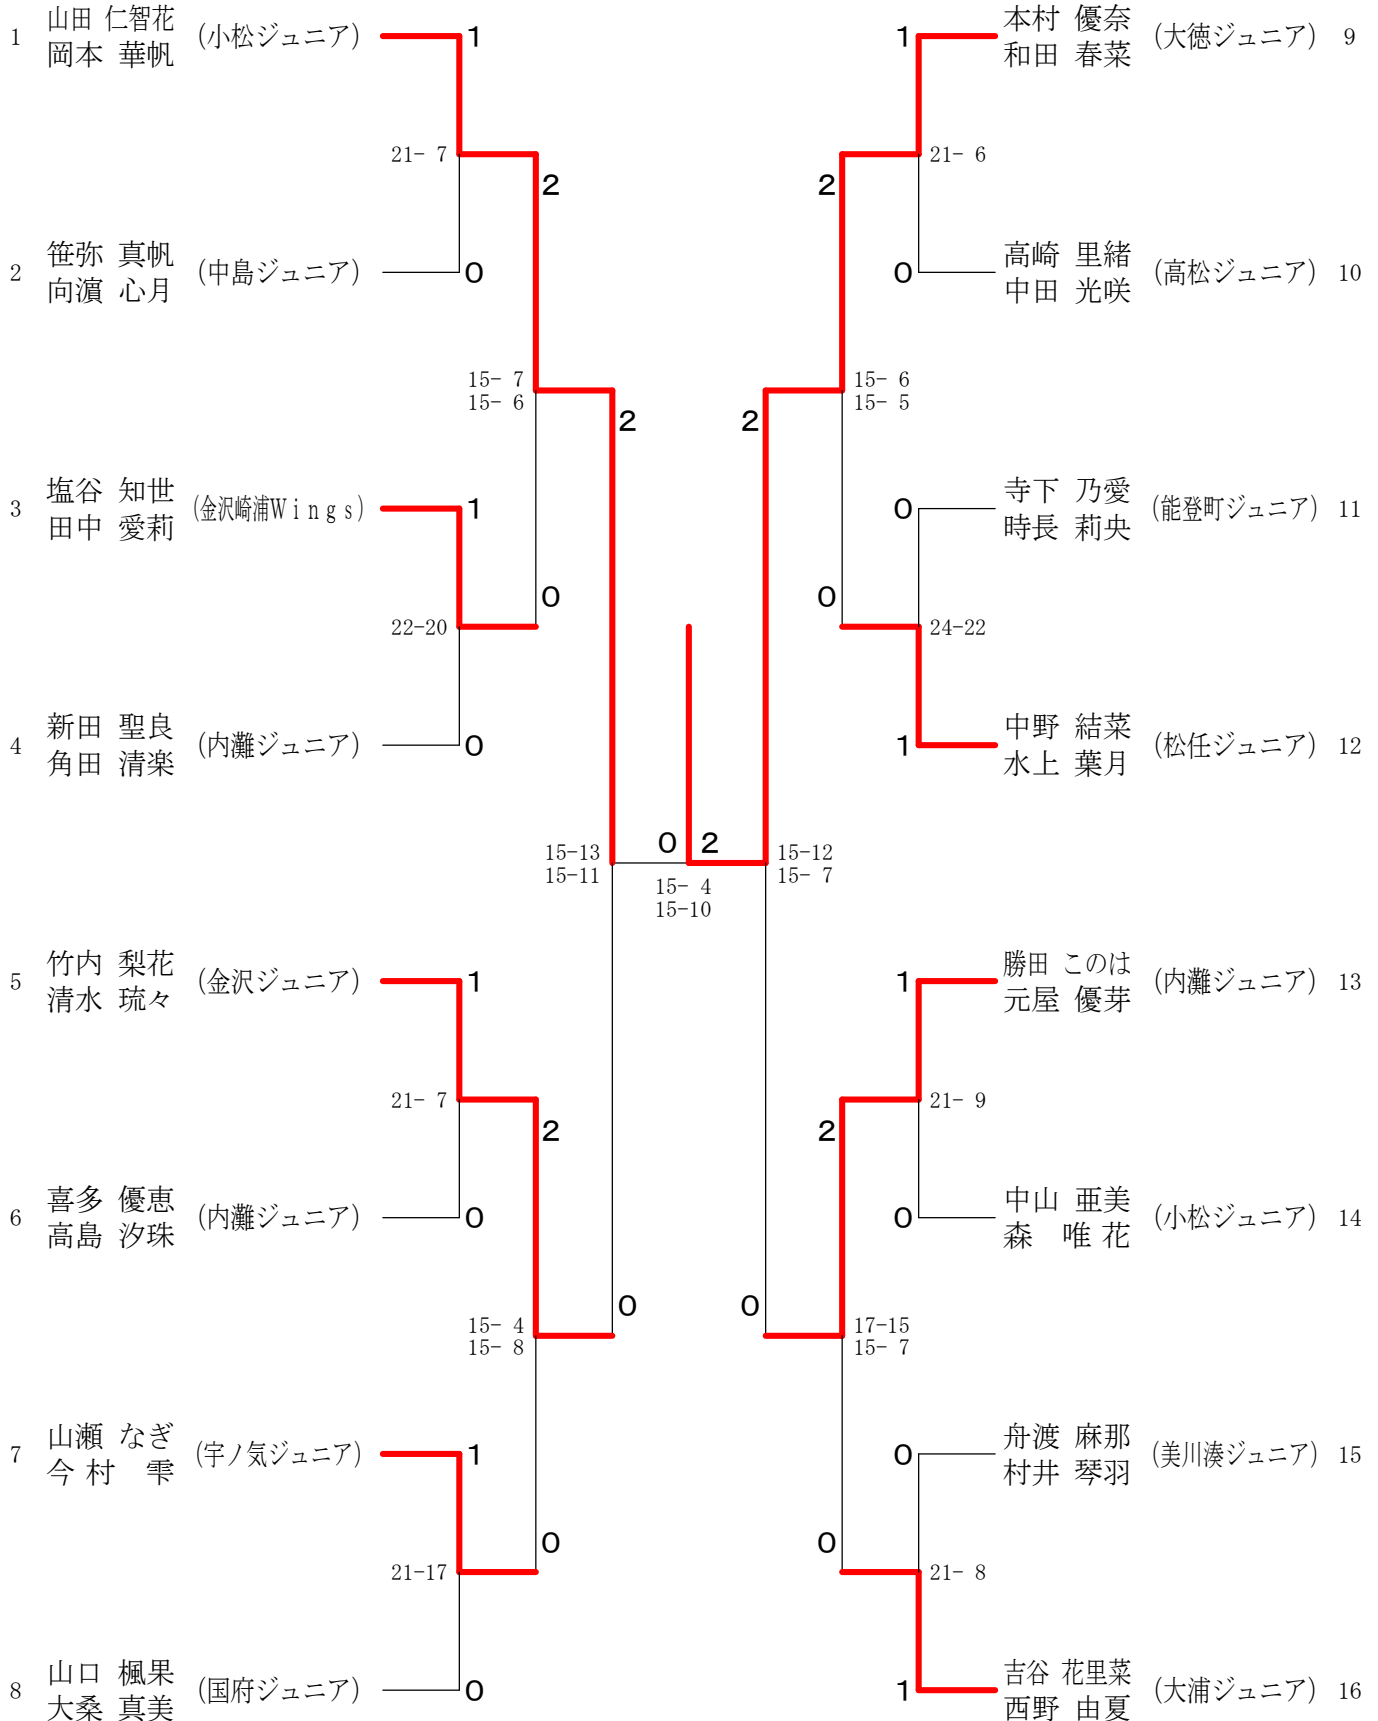 1 山田 仁智花 (小松ジュニア) 1
岡本 華帆
21- 7
2
2 笹弥 真帆 (中島ジュニア) 0
向濵 心月
15- 7
15- 6
2
3 塩谷 知世 (金沢崎浦Wings) 1
田中 愛莉
0
22-20
4 新田 聖良 (内灘ジュニア) 0
角田 清楽
15-13
15-11
5 竹内 梨花 (金沢ジュニア) 1
清水 琉々
21- 7
2
6 喜多 優恵 (内灘ジュニア) 0
高島 汐珠
0
15- 4
15- 8
7 山瀬 なぎ (宇ノ気ジュニア) 1
今村 雫
0
21-17
8 山口 楓果 (国府ジュニア) 0
大桑 真美
0 2
15- 4
15-10
1 本村 優奈 (大徳ジュニア) 9
和田 春菜
21- 6
2
0 高崎 里緒 (高松ジュニア) 10
中田 光咲
15- 6
15- 5
2
0 寺下 乃愛 (能登町ジュニア) 11
時長 莉央
0
24-22
1 中野 結菜 (松任ジュニア) 12
水上 葉月
15-12
15- 7
1 勝田 このは (内灘ジュニア) 13
元屋 優芽
21- 9
2
0 中山 亜美 (小松ジュニア) 14
森 唯花
0
17-15
15- 7
0 舟渡 麻那 (美川湊ジュニア) 15
村井 琴羽
0
21- 8
1 吉谷 花里菜 (大浦ジュニア) 16
西野 由夏